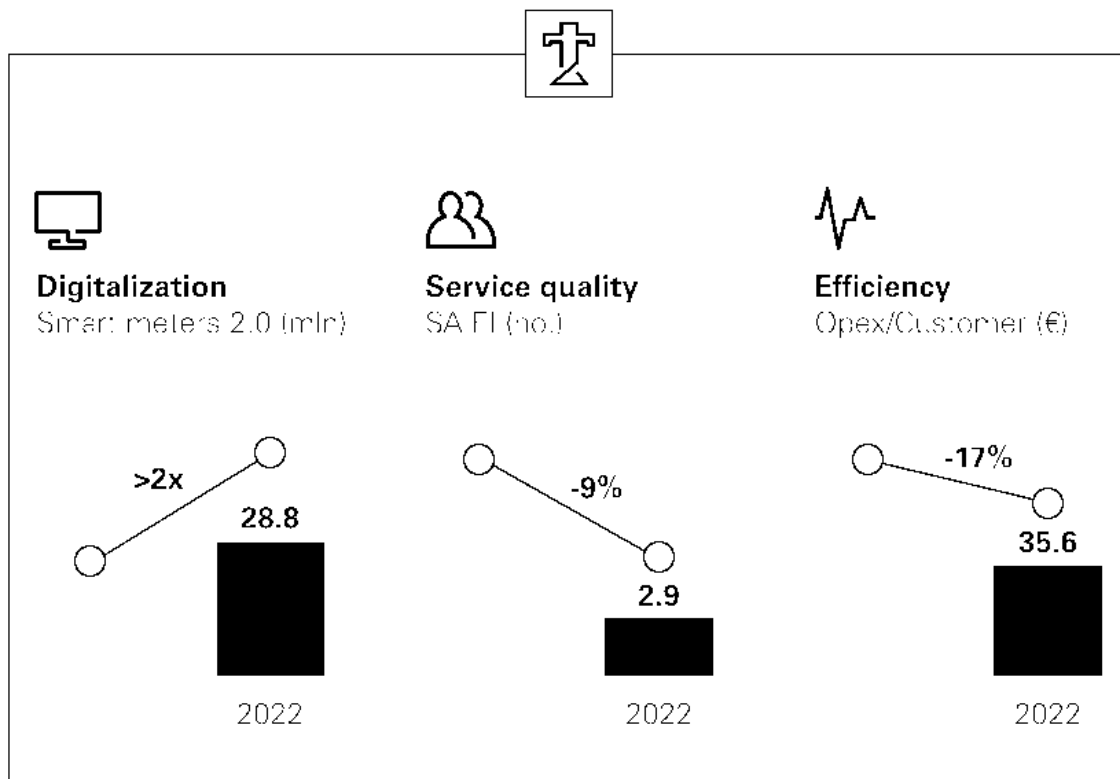 Digitalization
Smart meters 2.0 (mln)
>2x
28.8
2022
Service quality
SAIFI (no.)
-9%
2.9
2022
Efficiency
Opex/Customer (€)
-17%
35.6
2022